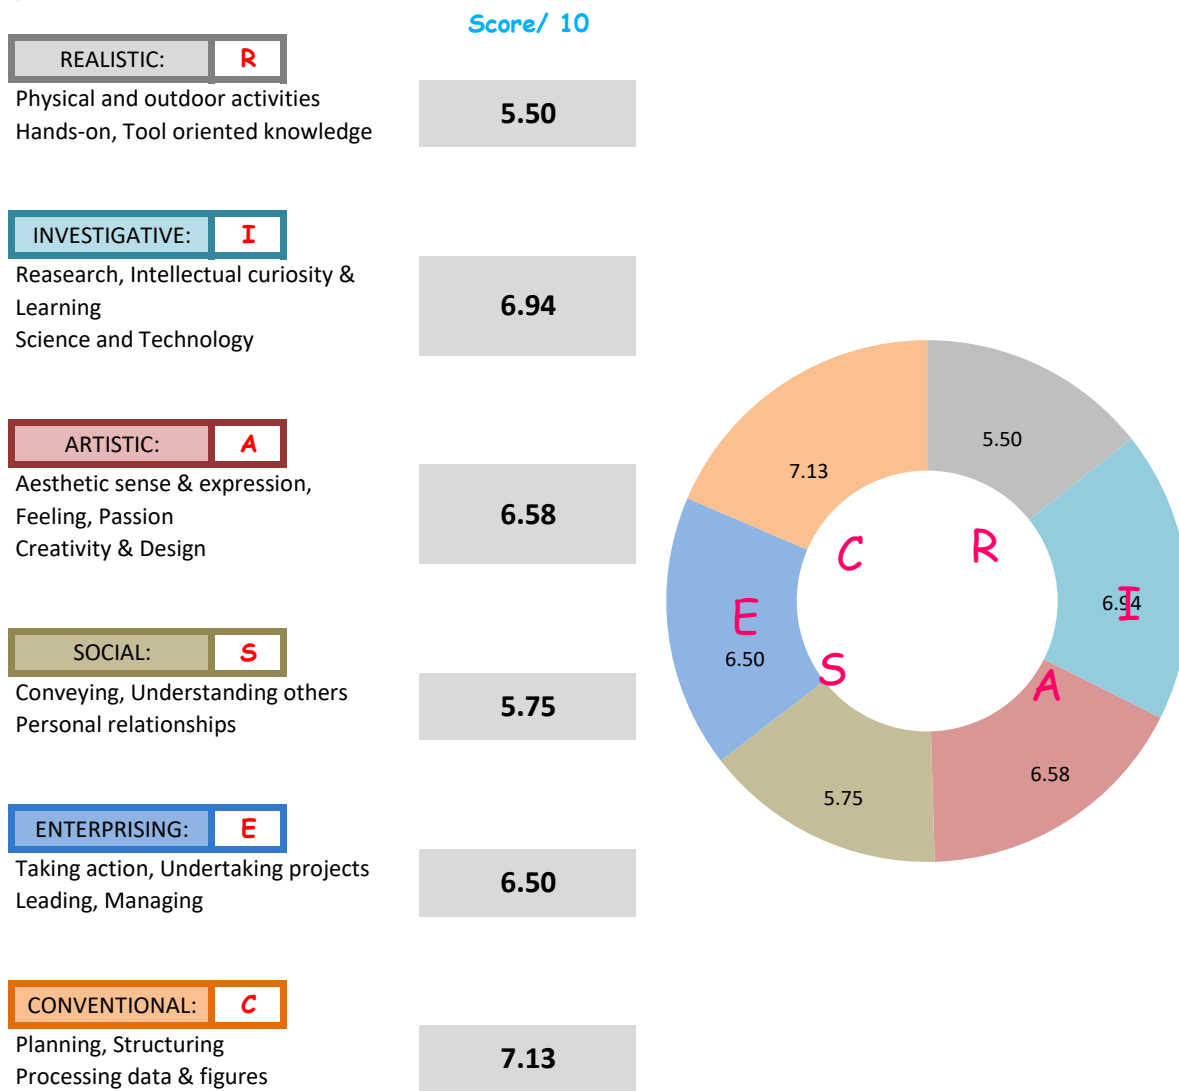 Score/ 10
REALISTIC: R
Physical and outdoor activities
Hands-on, Tool oriented knowledge
5.50
INVESTIGATIVE: I
Reasearch, Intellectual curiosity &
Learning
Science and Technology
6.94
ARTISTIC: A
Aesthetic sense & expression,
Feeling, Passion
Creativity & Design
6.58
SOCIAL: S
Conveying, Understanding others
Personal relationships
5.75
ENTERPRISING: E
Taking action, Undertaking projects
Leading, Managing
6.50
CONVENTIONAL: C
Planning, Structuring
Processing data & figures
7.13
5.50
7.13
C
R
6.94
I
E
6.50
S
A
6.58
5.75